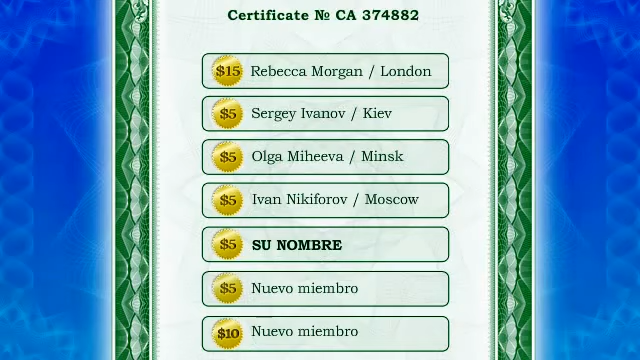 Certificate № CA 374882
$15 Rebecca Morgan / London
$5 Sergey Ivanov / Kiev
$5 Olga Miheeva / Minsk
$5 Ivan Nikiforov / Moscow
$5 SU NOMBRE
$5 Nuevo miembro
$10 Nuevo miembro